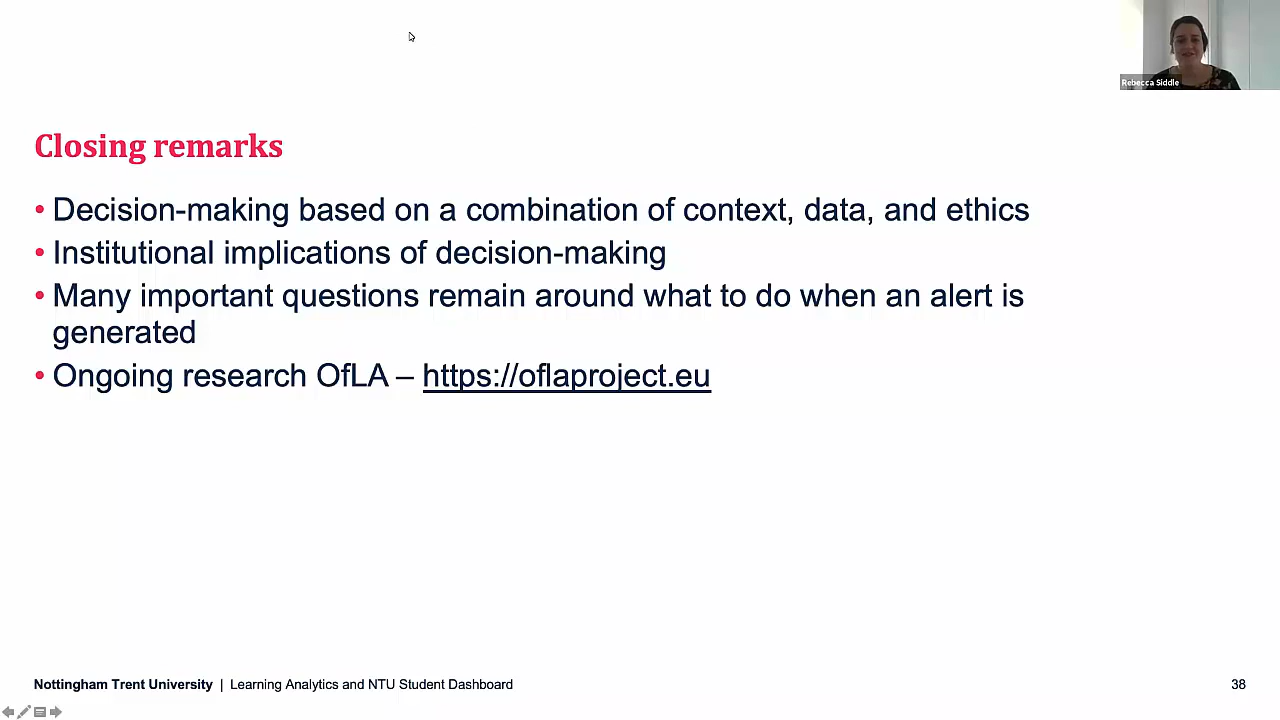 Rebecca Siddle
Closing remarks
• Decision-making based on a combination of context, data, and ethics
• Institutional implications of decision-making
• Many important questions remain around what to do when an alert is
generated
• Ongoing research OfLA – https://oflaproject.eu
Nottingham Trent University | Learning Analytics and NTU Student Dashboard
38